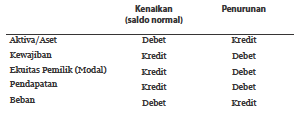 Kenaikan Penurunan
(saldo normal)
Aktiva/Aset Debet Kredit
Kewajiban Kredit Debet
Ekuitas Pemilik (Modal) Kredit Debet
Pendapatan Kredit Debet
Beban Debet Kredit